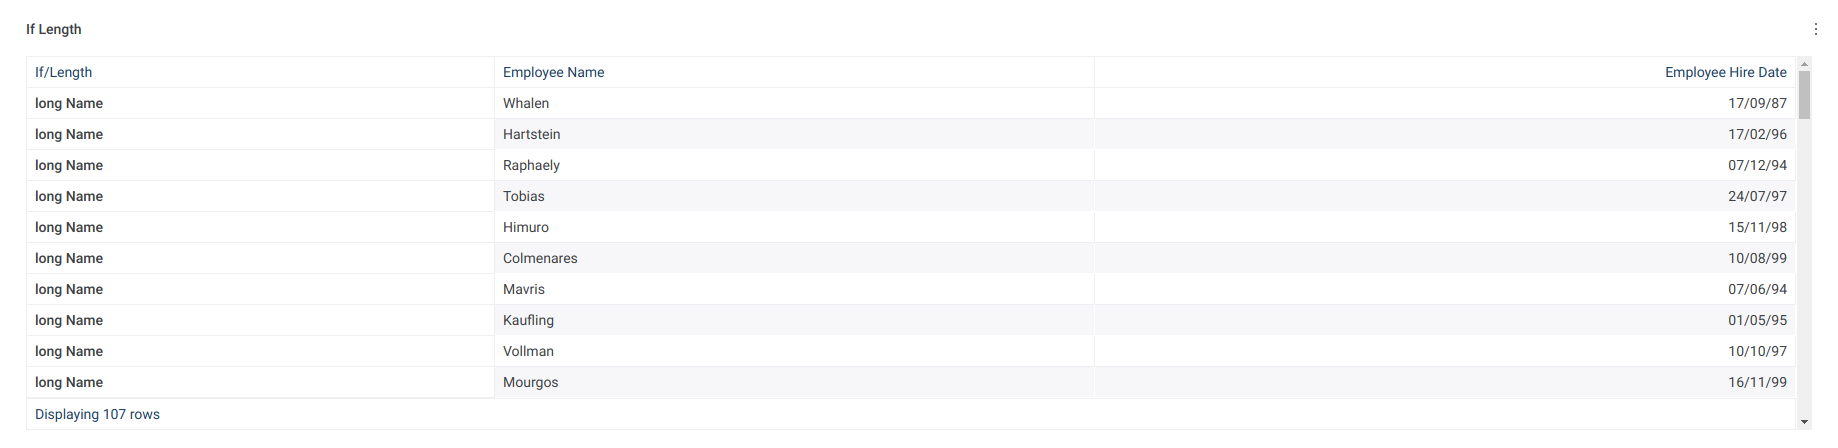 If Length
If/Length Employee Name Employee Hire Date
long Name Whalen 17/09/87
long Name Hartstein 17/02/96
long Name Raphaely 07/12/94
long Name Tobias 24/07/97
long Name Himuro 15/11/98
long Name Colmenares 10/08/99
long Name Mavris 07/06/94
long Name Kaufling 01/05/95
long Name Vollman 10/10/97
long Name Mourgos 16/11/99
Displaying 107 rows